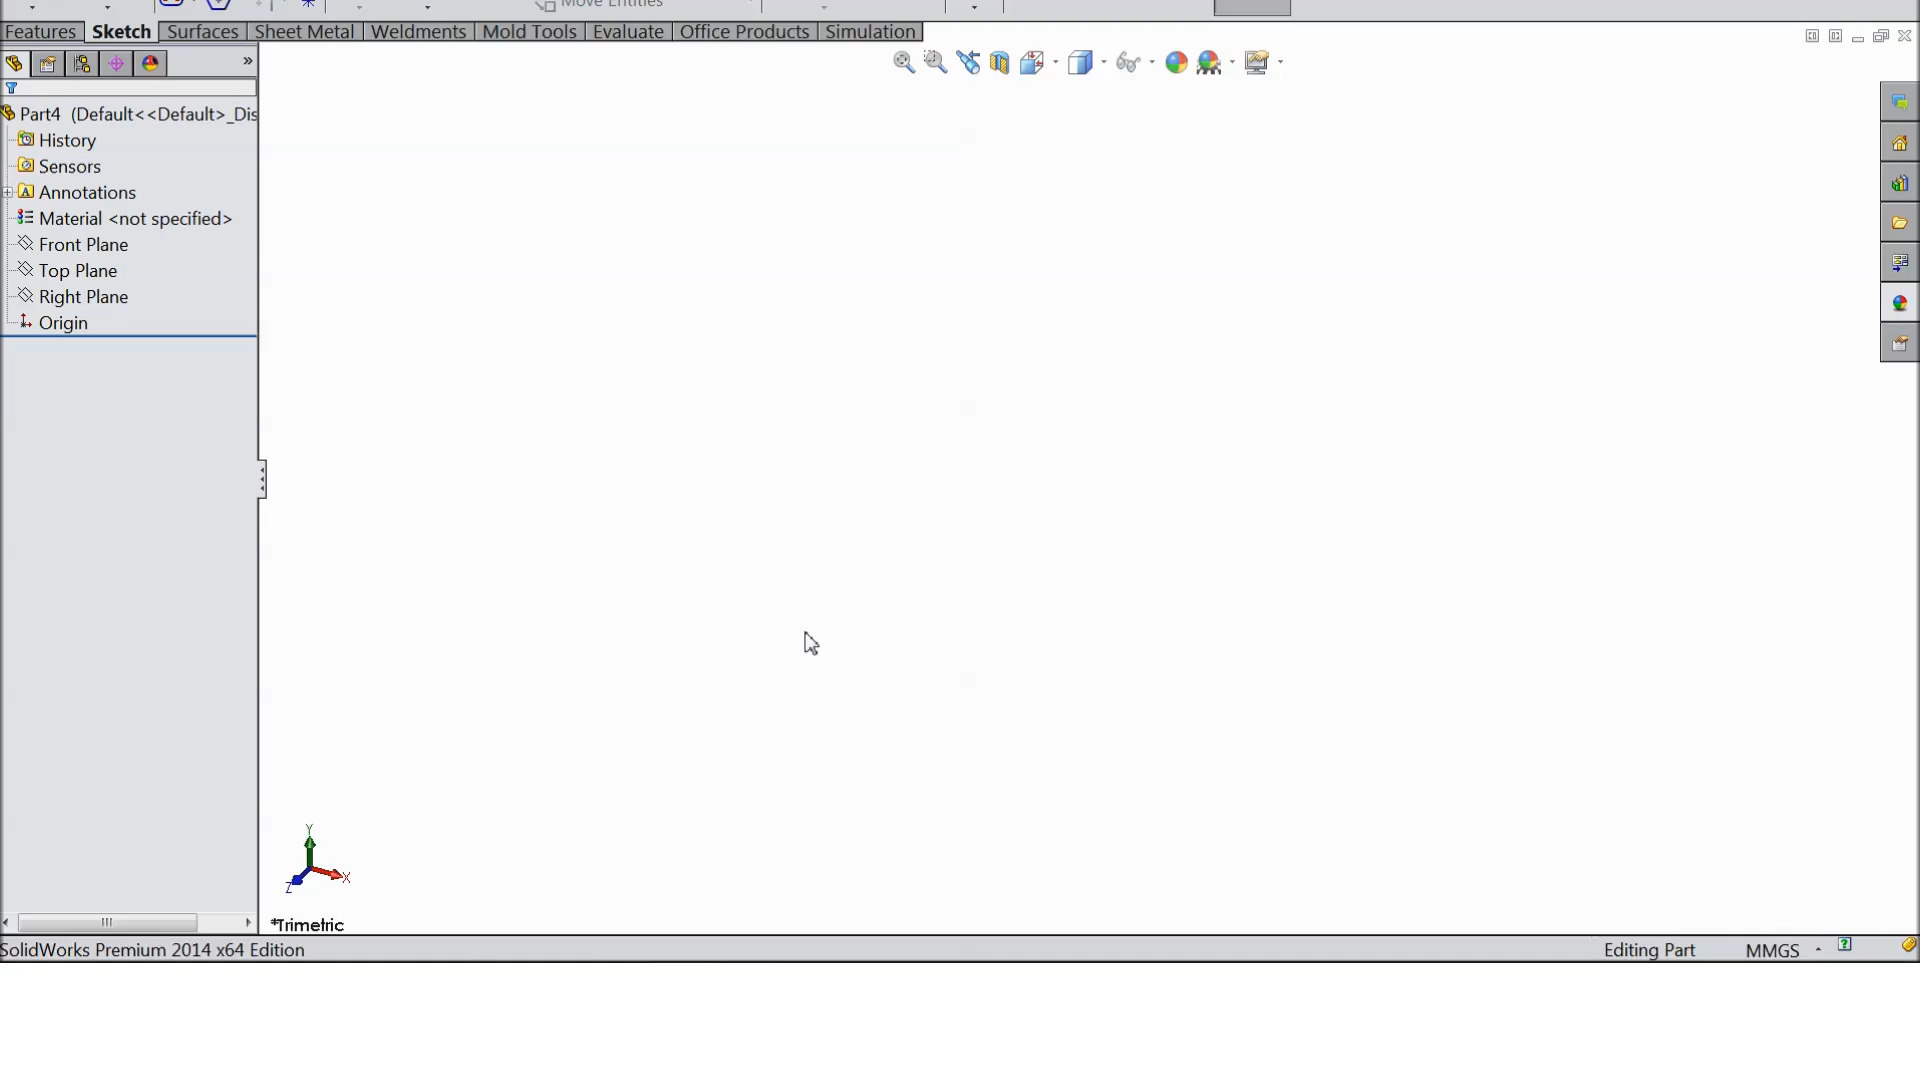 Move Entities
Features Sketch Surfaces Sheet Metal Weldments Mold Tools Evaluate Office Products Simulation
»
Part4 (Default<<Default>_Dis
History
Sensors
A Annotations
Material <not specified>
Front Plane
Top Plane
Right Plane
Origin
Y
X
Z
*Trimetric
SolidWorks Premium 2014 x64 Edition Editing Part MMGS ?